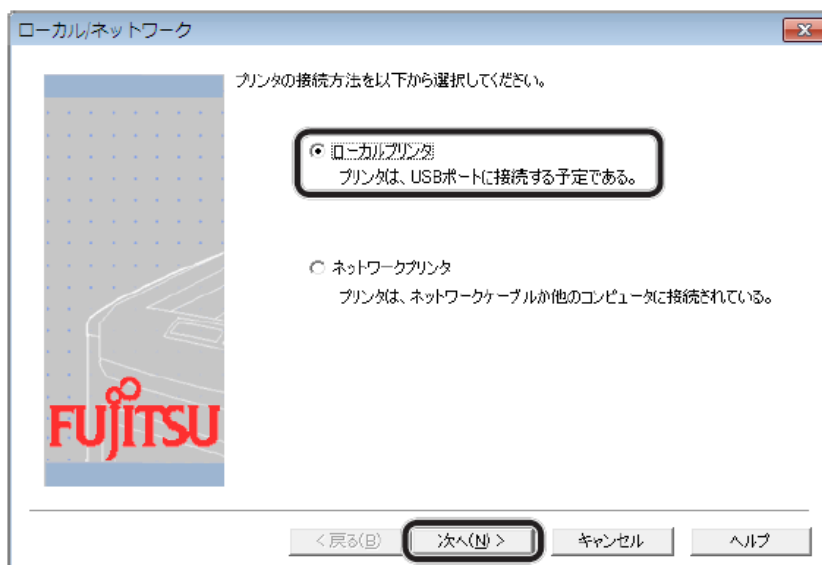 ローカル/ネットワーク
プリンタの接続方法を以下から選択してください。
ローカルプリンタ
プリンタは、USBポートに接続する予定である。
ネットワークプリンタ
プリンタは、ネットワークケーブルか他のコンピュータに接続されている。
FUJITSU
< 戻る(B) 次へ(N) > キャンセル ヘルプ